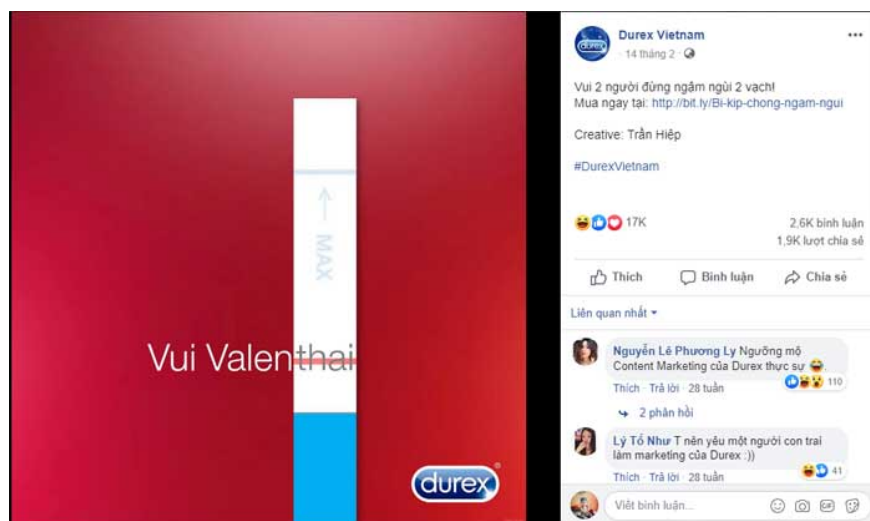 MAX
Vui Valenthai
durex
Durex Vietnam
14 tháng 2
Vui 2 người đừng ngậm ngùi 2 vạch!
Mua ngay tại: http://bit.ly/Bi-kip-chong-ngam-ngui
Creative: Trần Hiệp
#DurexVietnam
17K
2,6K bình luận
1,9K lượt chia sẻ
Thích Bình luận Chia sẻ
Liên quan nhất
Nguyễn Lê Phương Ly Ngưỡng mộ
Content Marketing của Durex thực sự
Thích · Trả lời · 28 tuần 110
2 phản hồi
Lý Tố Như T nên yêu một người con trai
làm marketing của Durex :))
Thích · Trả lời · 28 tuần 41
Viết bình luận...
GIF